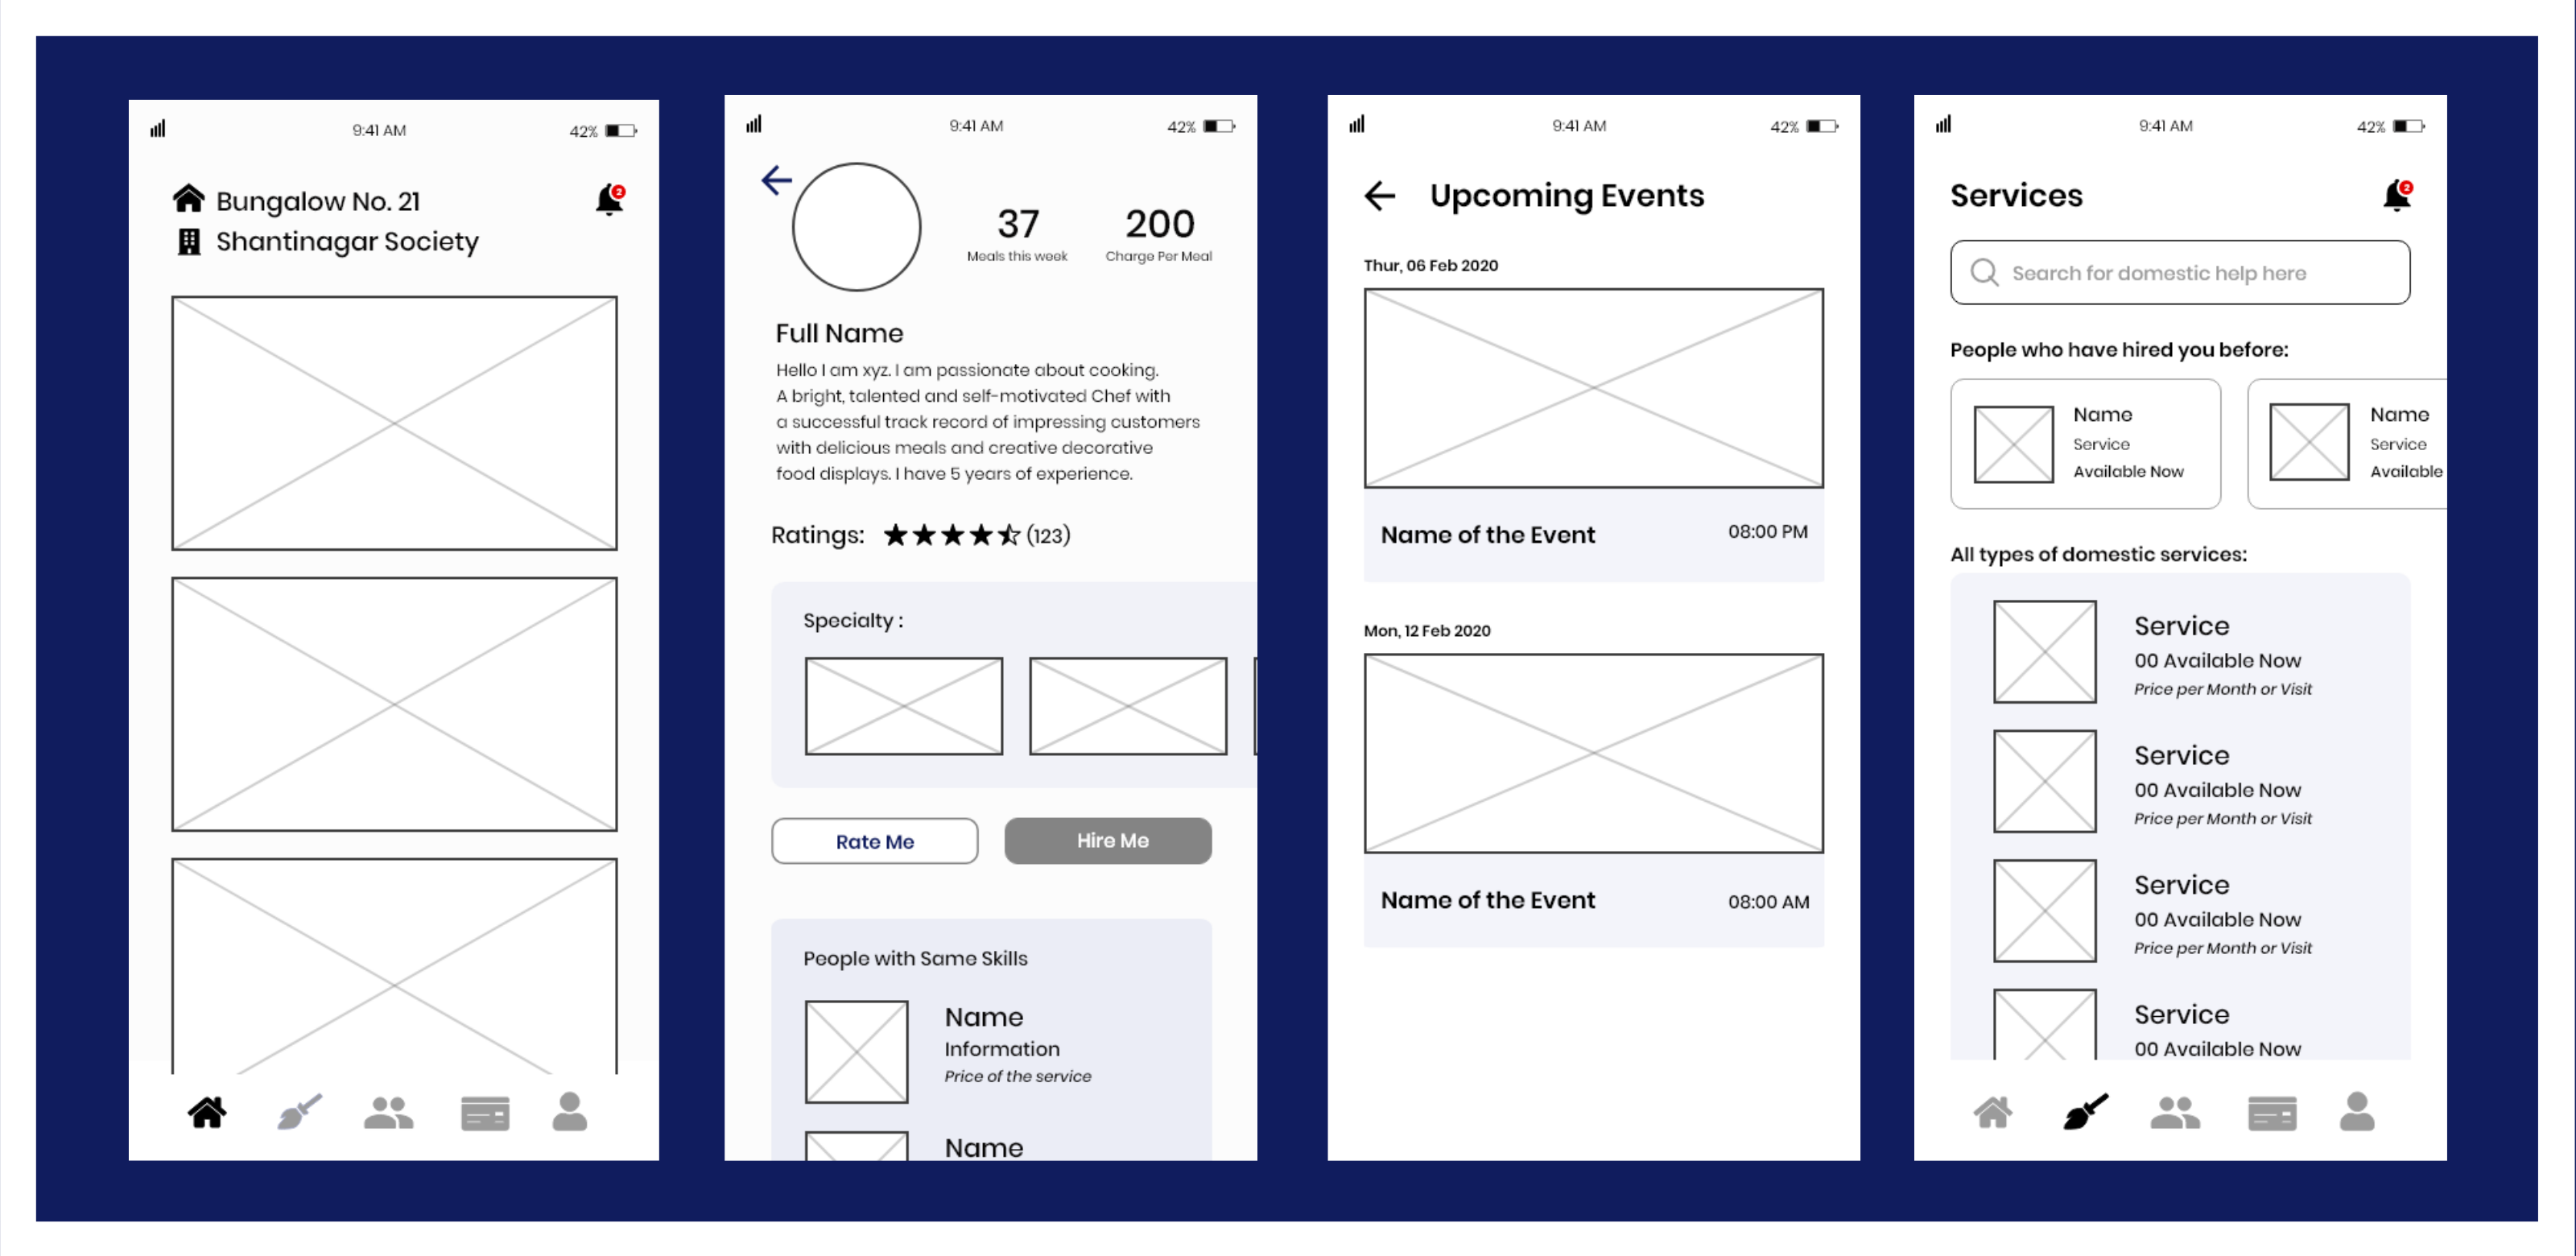 9:41 AM 42%
Bungalow No. 21
2
Shantinagar Society
9:41 AM 42%
37 200
Meals this week Charge Per Meal
Full Name
Hello I am xyz. I am passionate about cooking.
A bright, talented and self-motivated Chef with
a successful track record of impressing customers
with delicious meals and creative decorative
food displays. I have 5 years of experience.
Ratings: (123)
Specialty :
Rate Me Hire Me
People with Same Skills
Name
Information
Price of the service
Name
9:41 AM 42%
Upcoming Events
Thur, 06 Feb 2020
Name of the Event 08:00 PM
Mon, 12 Feb 2020
Name of the Event 08:00 AM
9:41 AM 42%
Services 2
Search for domestic help here
People who have hired you before:
Name Name
Service Service
Available Now Available
All types of domestic services:
Service
00 Available Now
Price per Month or Visit
Service
00 Available Now
Price per Month or Visit
Service
00 Available Now
Price per Month or Visit
Service
00 Available Now